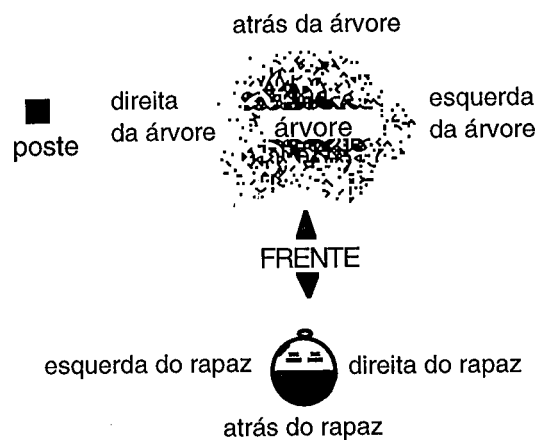 atrás da árvore
direita
da árvore
árvore
esquerda
da árvore
poste
FRENTE
esquerda do rapaz
direita do rapaz
atrás do rapaz